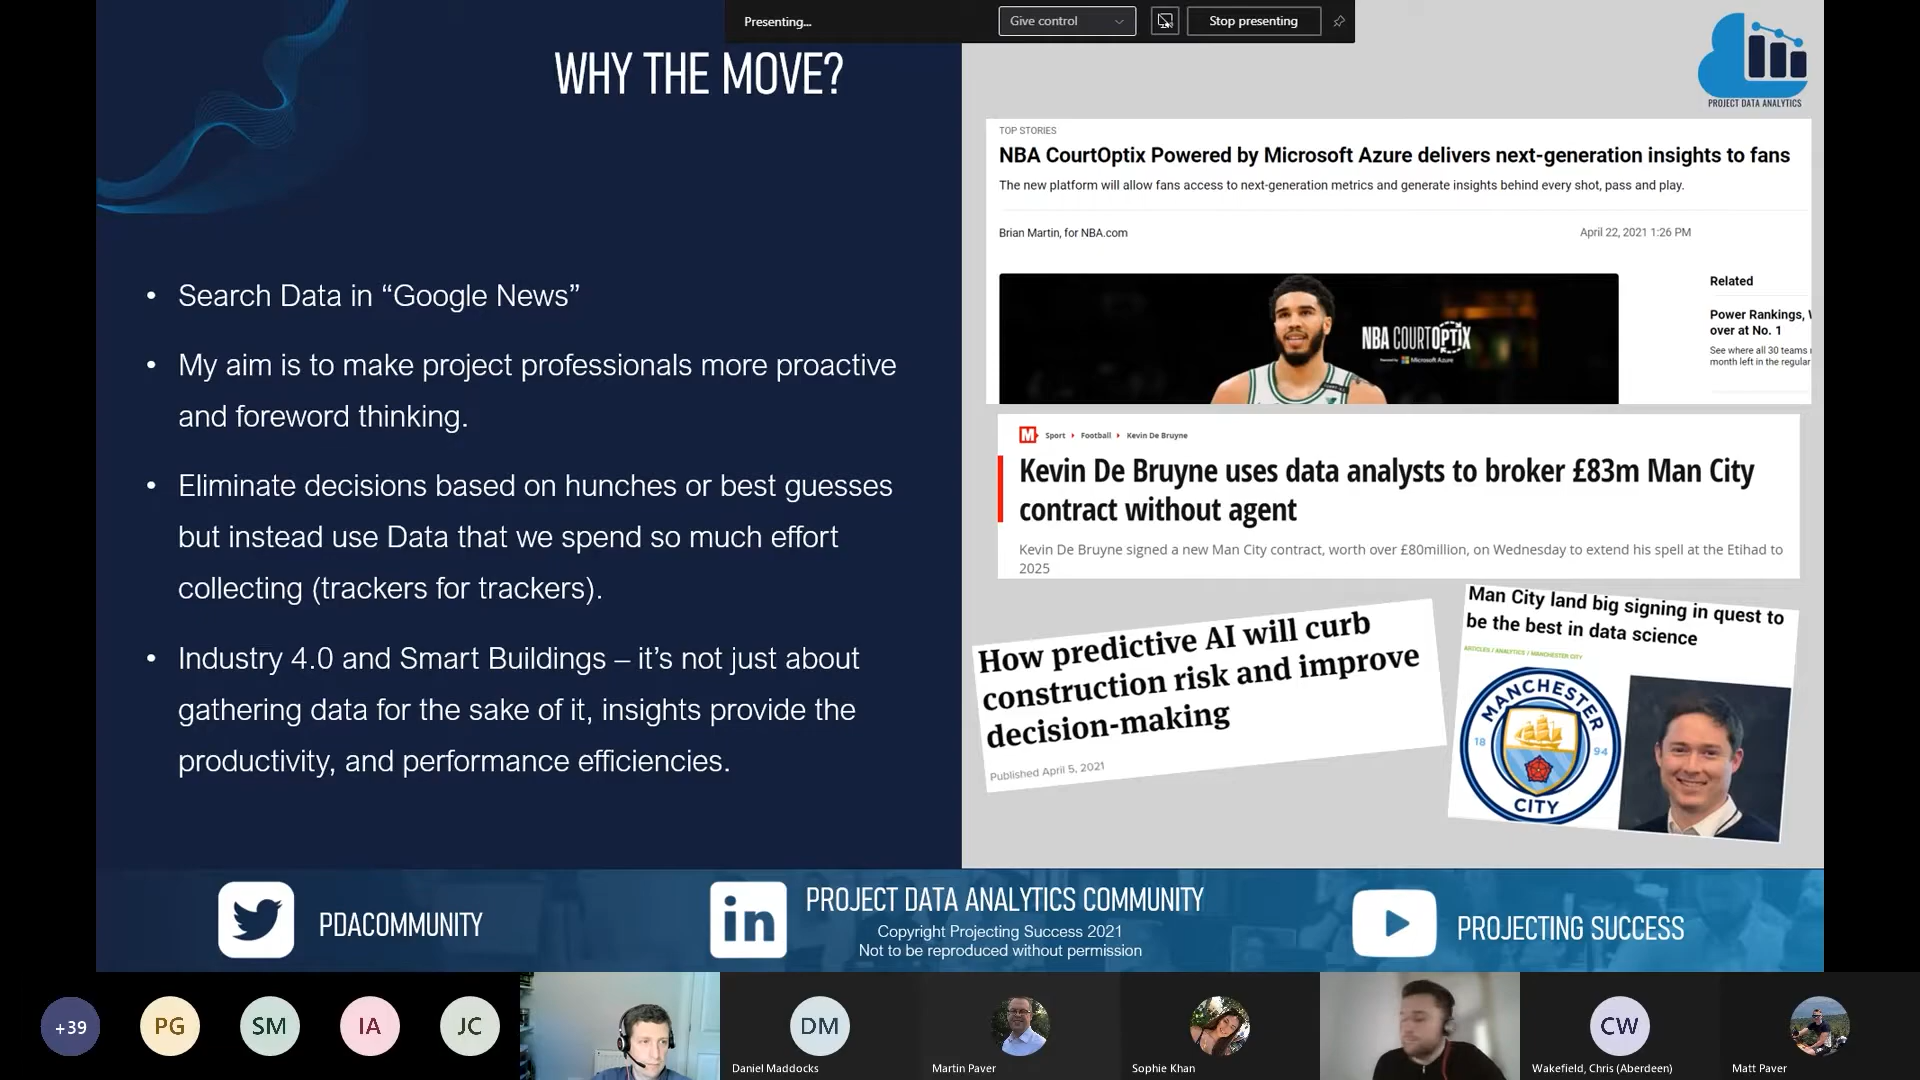 Presenting...
Give control
Stop presenting
WHY THE MOVE?
• Search Data in “Google News”
• My aim is to make project professionals more proactive
and foreword thinking.
• Eliminate decisions based on hunches or best guesses
but instead use Data that we spend so much effort
collecting (trackers for trackers).
• Industry 4.0 and Smart Buildings – it’s not just about
gathering data for the sake of it, insights provide the
productivity, and performance efficiencies.
PROJECT DATA ANALYTICS
TOP STORIES
NBA CourtOptix Powered by Microsoft Azure delivers next-generation insights to fans
The new platform will allow fans access to next-generation metrics and generate insights behind every shot, pass and play.
Brian Martin, for NBA.com
April 22, 2021 1:26 PM
NBA COURTOPTIX
Powered by Microsoft Azure
Related
Power Rankings, W
over at No. 1
See where all 30 teams
month left in the regular
M Sport Football Kevin De Bruyne
Kevin De Bruyne uses data analysts to broker £83m Man City
contract without agent
Kevin De Bruyne signed a new Man City contract, worth over £80million, on Wednesday to extend his spell at the Etihad to
2025
How predictive AI will curb
construction risk and improve
decision-making
Published April 5, 2021
Man City land big signing in quest to
be the best in data science
ARTICLES / ANALYTICS / MANCHESTER CITY
MANCHESTER
18 94
CITY
PDACOMMUNITY
in
PROJECT DATA ANALYTICS COMMUNITY
Copyright Projecting Success 2021
Not to be reproduced without permission
PROJECTING SUCCESS
+39
PG
SM
IA
JC
DM
CW
Daniel Maddocks
Martin Paver
Sophie Khan
Wakefield, Chris (Aberdeen)
Matt Paver